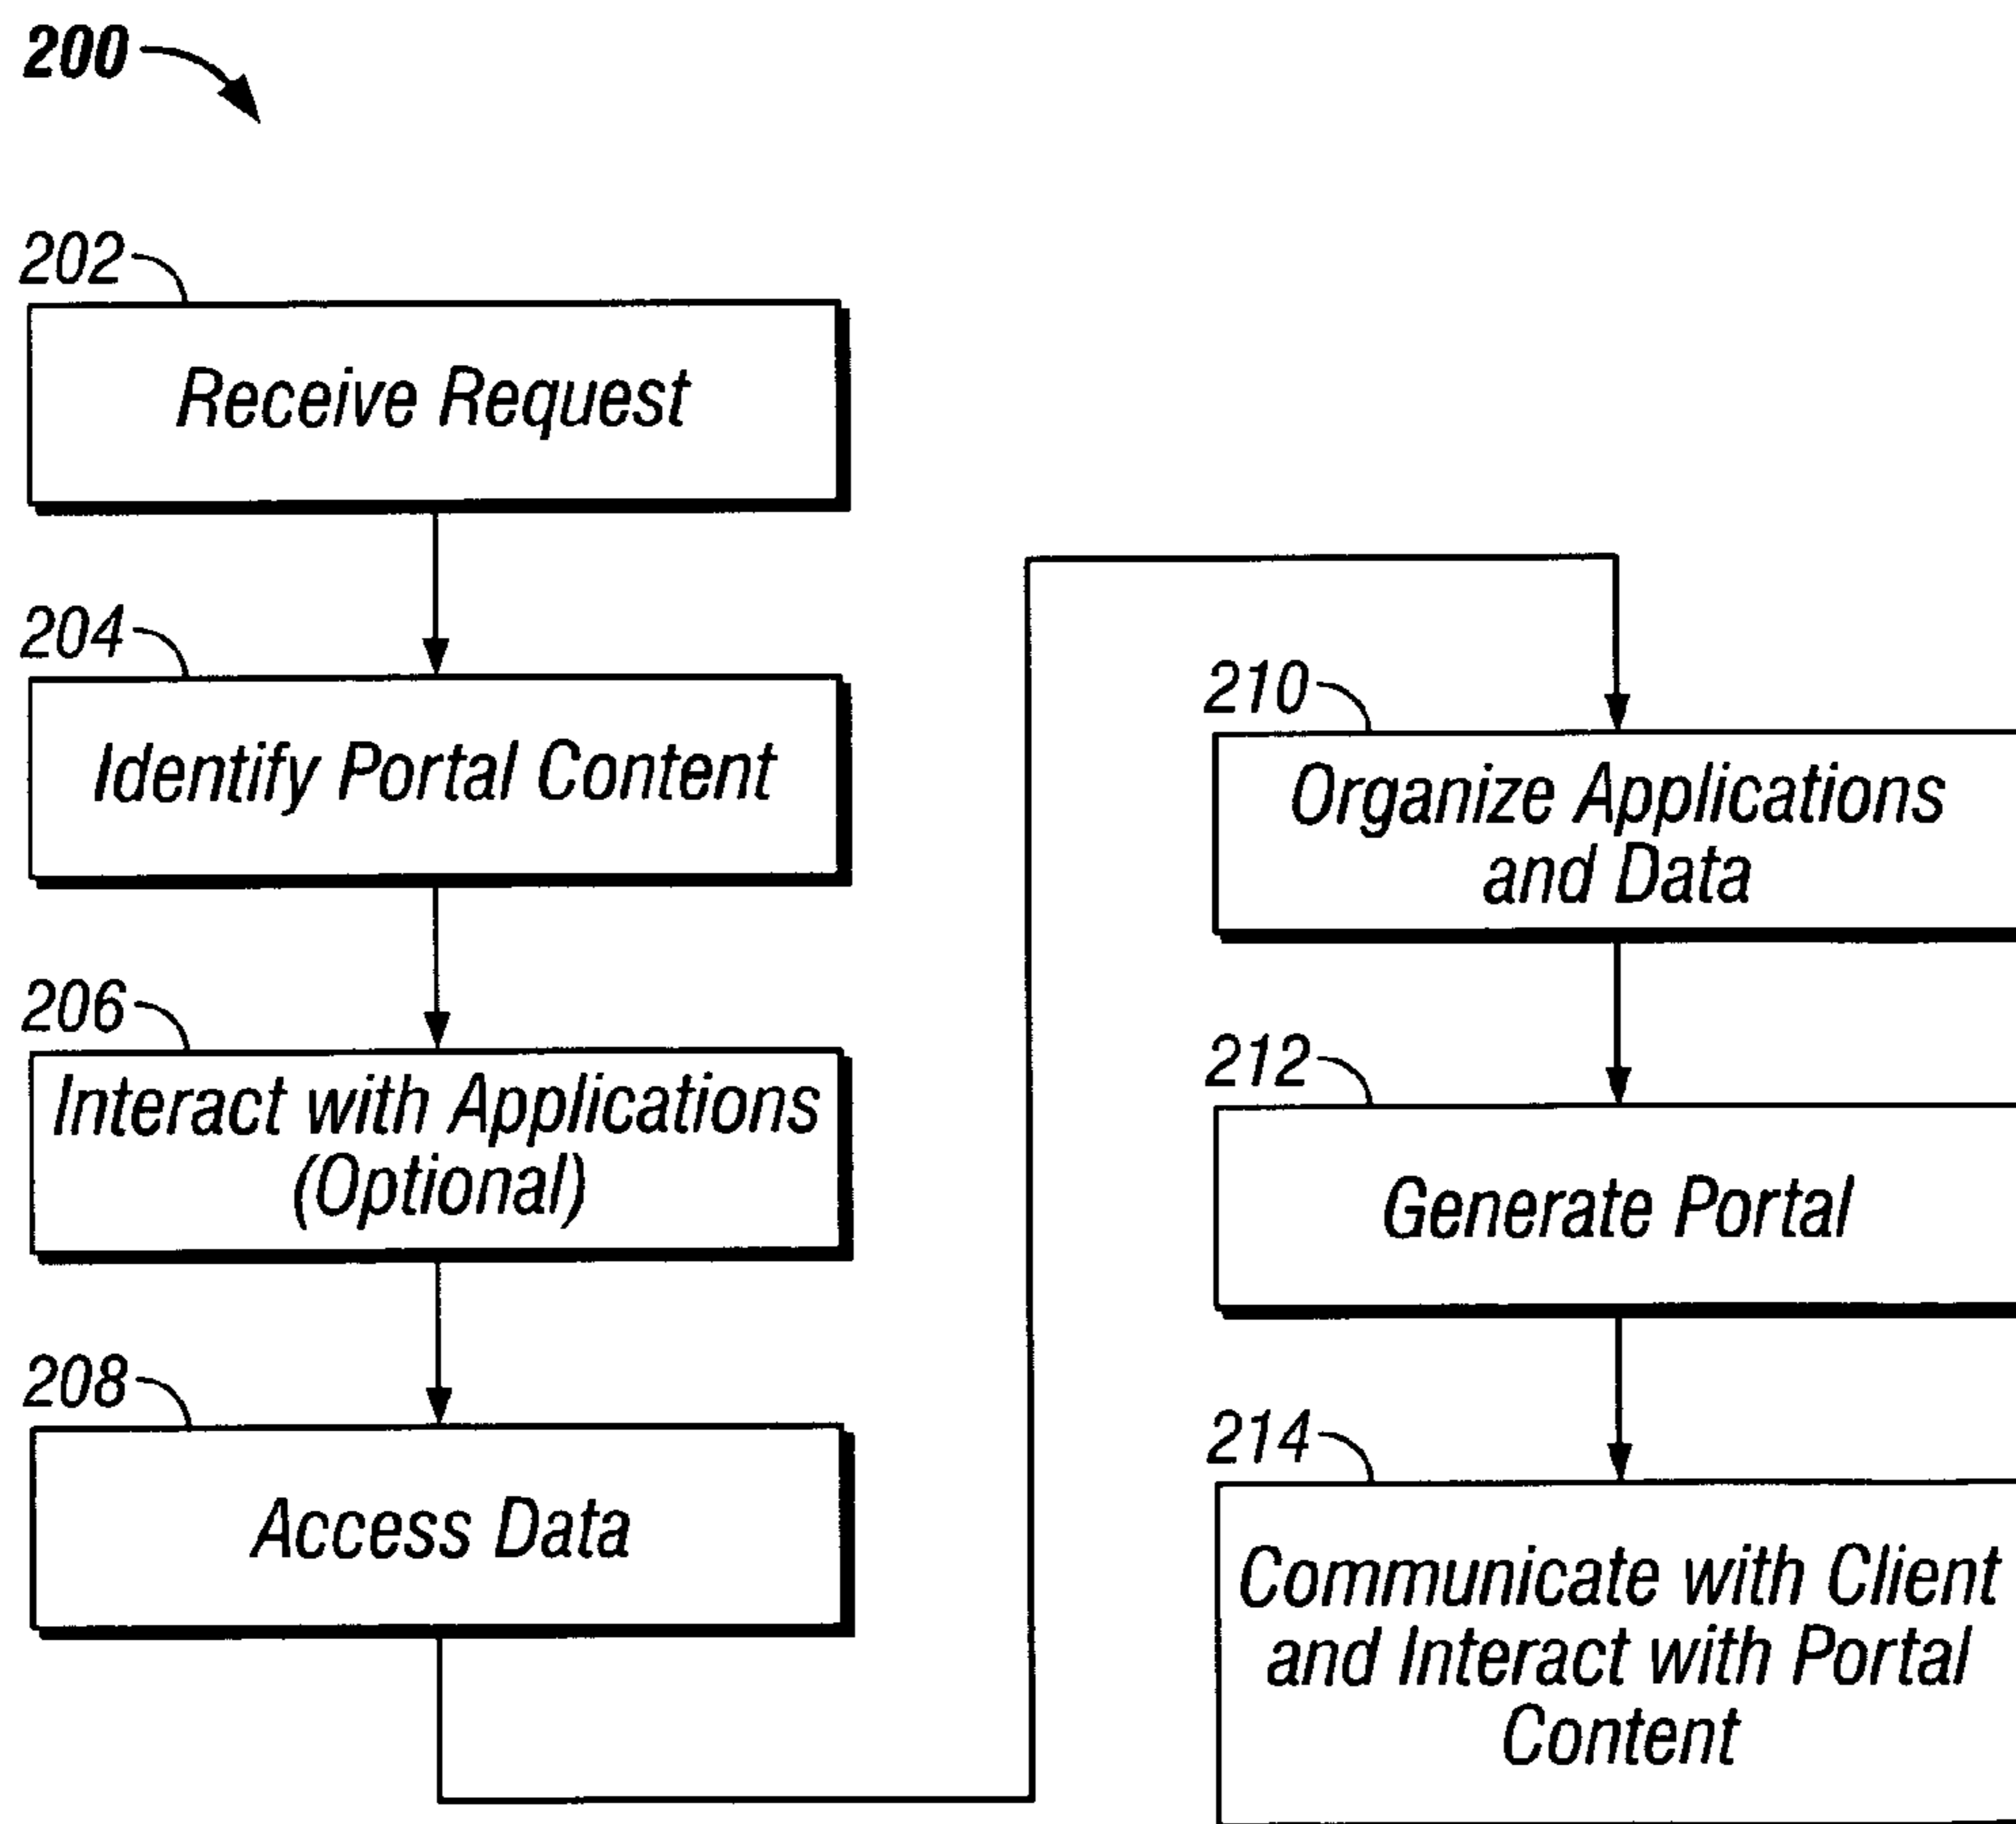 200
202
Receive Request
204
Identify Portal Content
206
Interact with Applications
(Optional)
208
Access Data
210
Organize Applications
and Data
212
Generate Portal
214
Communicate with Client
and Interact with Portal
Content